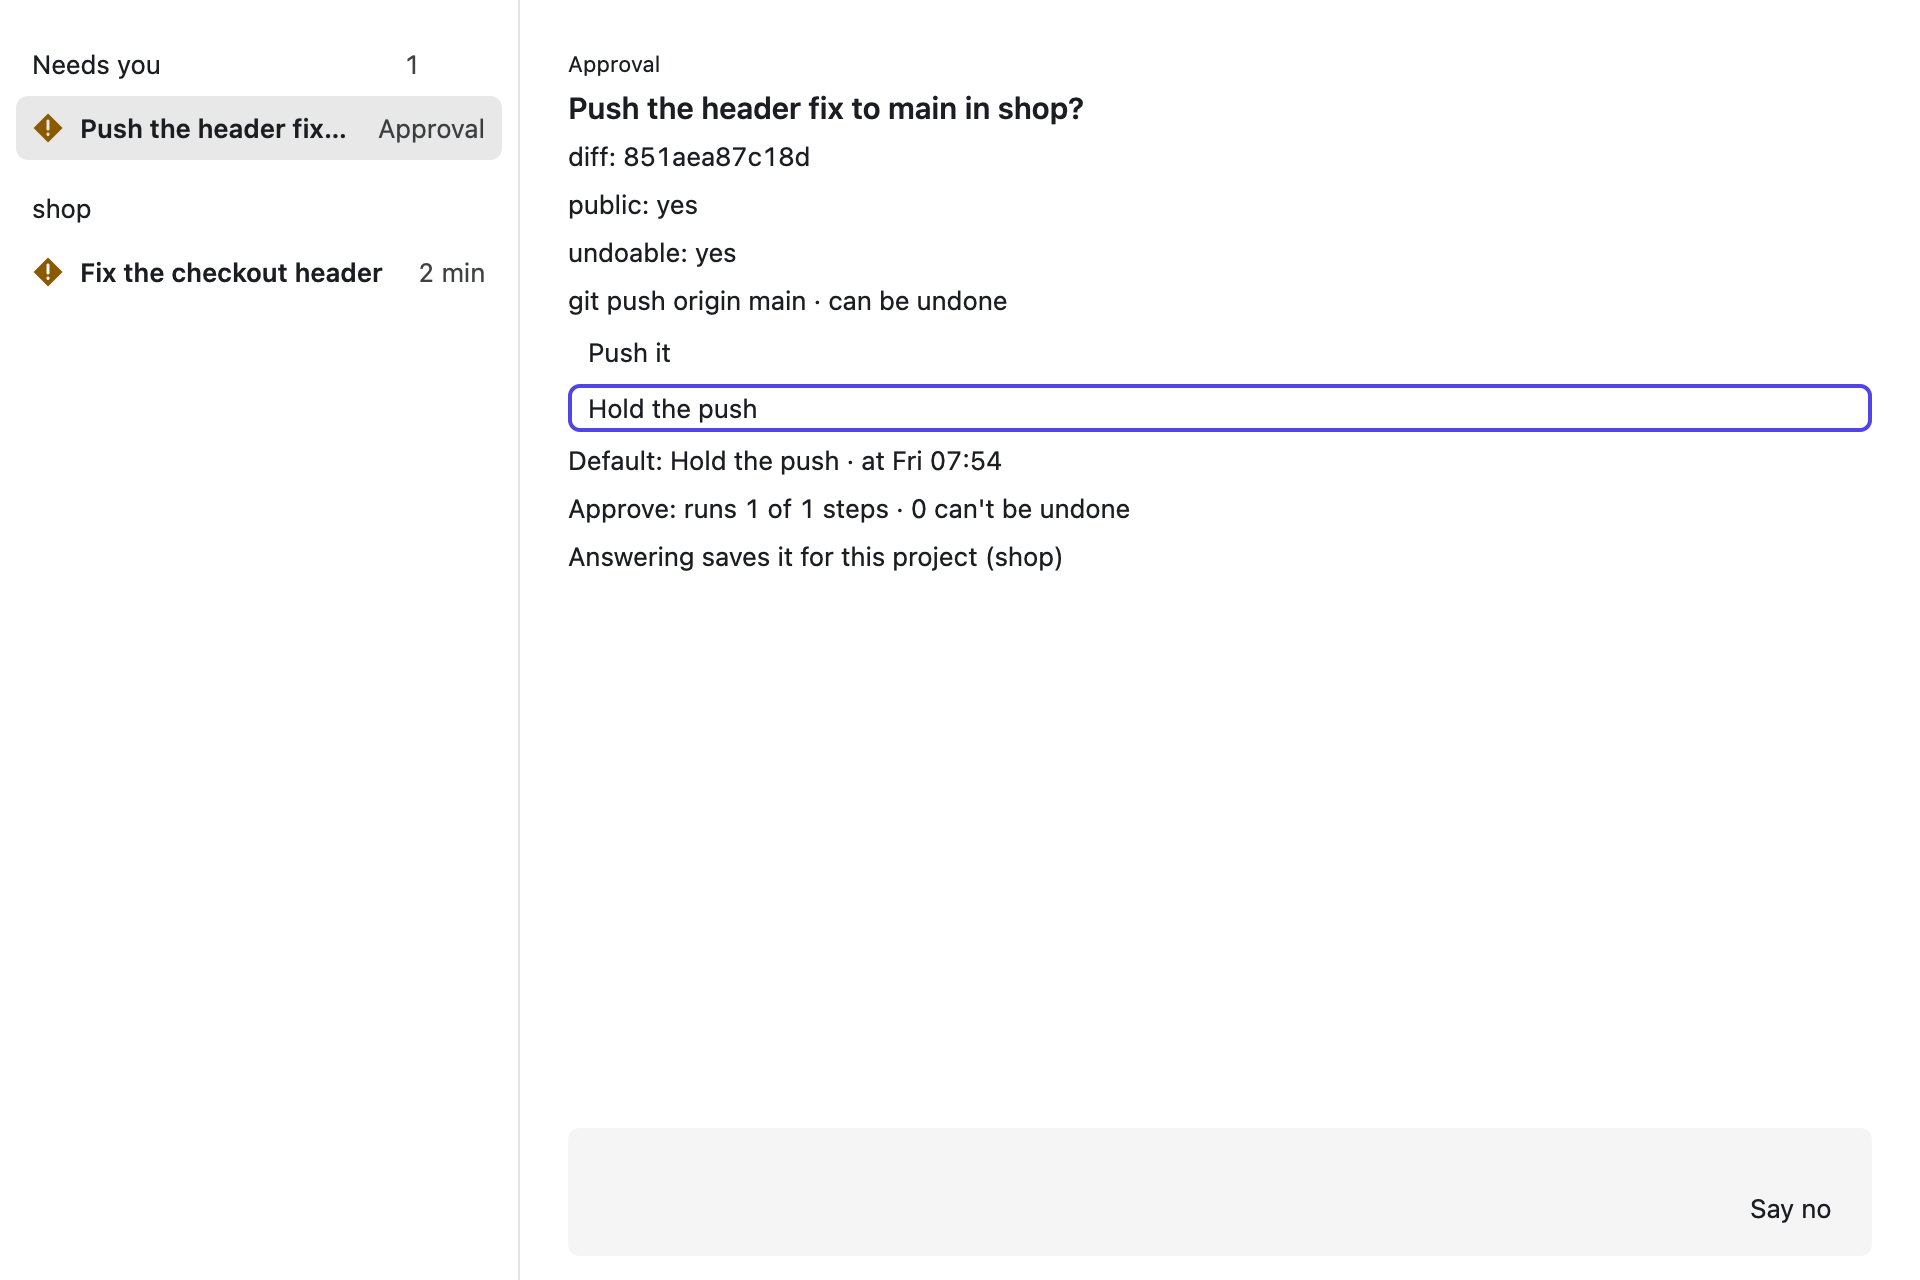 Needs you 1
Push the header fix... Approval
shop
Fix the checkout header 2 min
Approval
Push the header fix to main in shop?
diff: 851aea87c18d
public: yes
undoable: yes
git push origin main · can be undone
Push it
Hold the push
Default: Hold the push · at Fri 07:54
Approve: runs 1 of 1 steps · 0 can't be undone
Answering saves it for this project (shop)
Say no